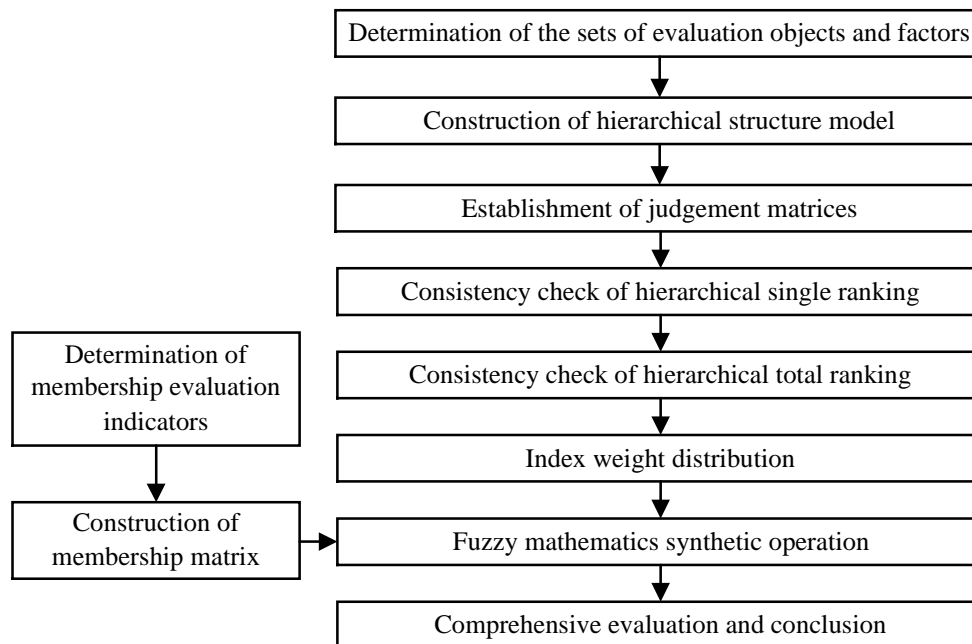 Determination of the sets of evaluation objects and factors
Construction of hierarchical structure model
Establishment of judgement matrices
Consistency check of hierarchical single ranking
Determination of
membership evaluation
indicators
Consistency check of hierarchical total ranking
Index weight distribution
Construction of
membership matrix
Fuzzy mathematics synthetic operation
Comprehensive evaluation and conclusion